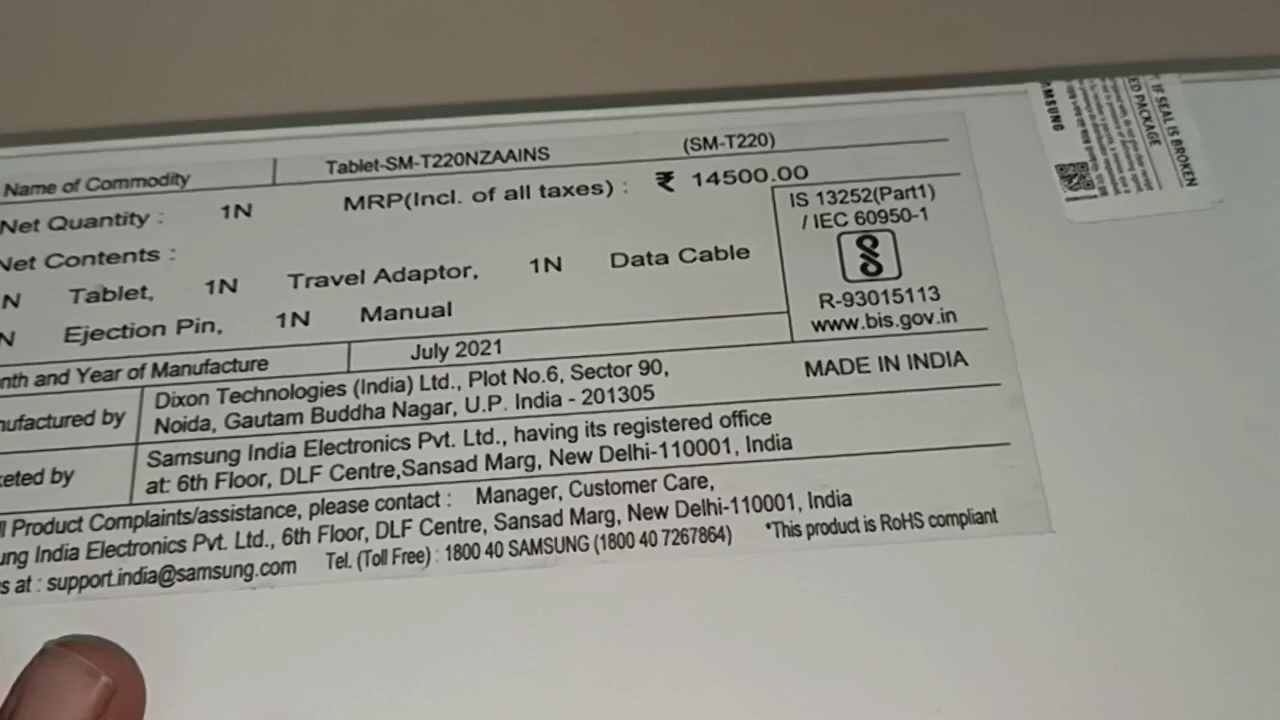 Name of Commodity Tablet-SM-T220NZAAINS (SM-T220)
Net Quantity : 1N MRP(Incl. of all taxes) : ₹ 14500.00
Net Contents :
N Tablet, 1N Travel Adaptor, 1N Data Cable
N Ejection Pin, 1N Manual
IS 13252(Part1)
/ IEC 60950-1
R-93015113
www.bis.gov.in
nth and Year of Manufacture July 2021
nufactured by Dixon Technologies (India) Ltd., Plot No.6, Sector 90,
Noida, Gautam Buddha Nagar, U.P. India - 201305
MADE IN INDIA
keted by Samsung India Electronics Pvt. Ltd., having its registered office
at: 6th Floor, DLF Centre,Sansad Marg, New Delhi-110001, India
ll Product Complaints/assistance, please contact : Manager, Customer Care,
ung India Electronics Pvt. Ltd., 6th Floor, DLF Centre, Sansad Marg, New Delhi-110001, India
s at : support.india@samsung.com Tel. (Toll Free) : 1800 40 SAMSUNG (1800 40 7267864) *This product is RoHS compliant
AMSUNG
IF SEAL IS BROKEN
ED PACKAGE